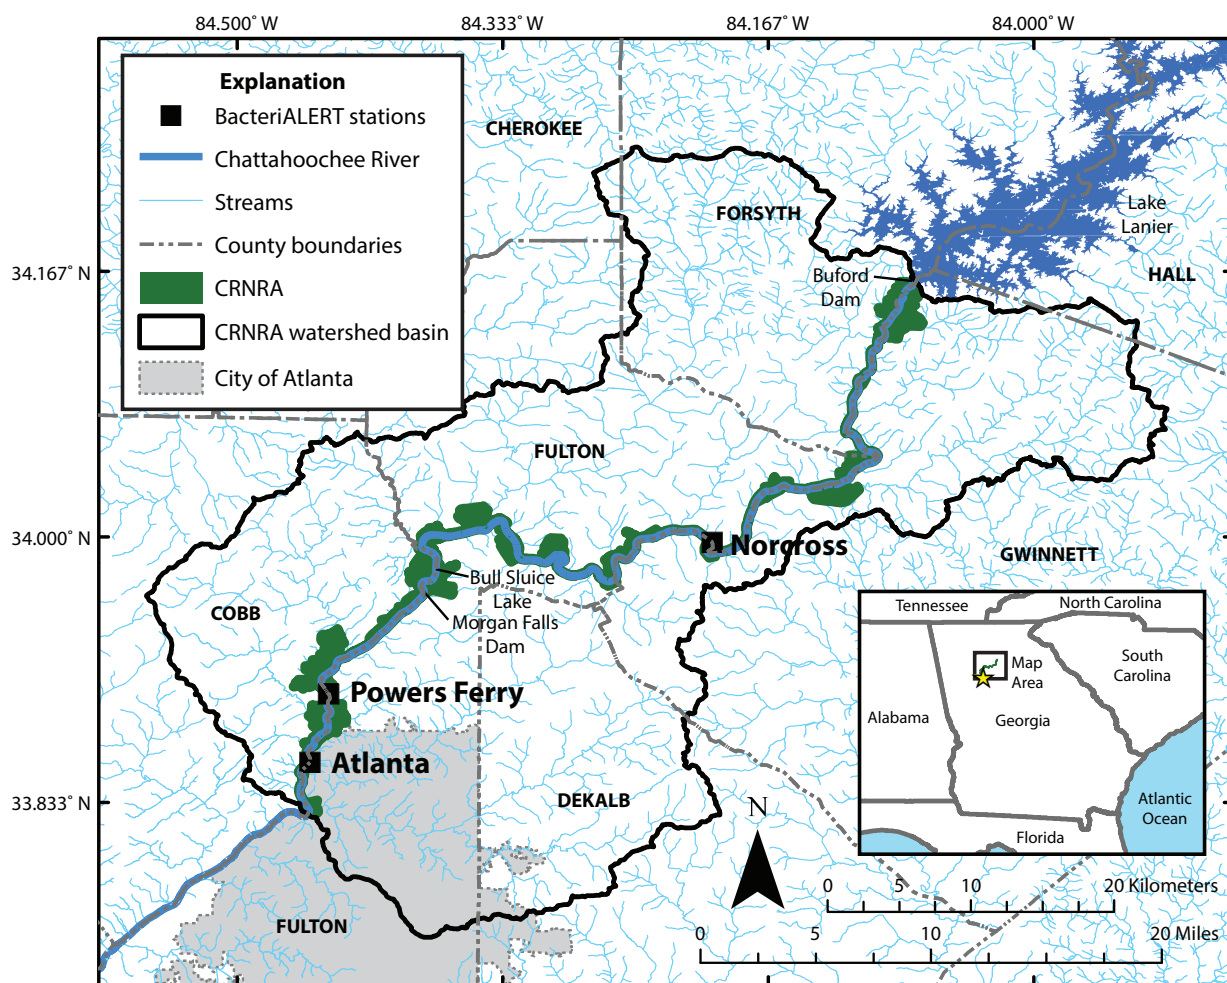 84.500° W
84.333° W
84.167° W
84.000° W
34.167° N
34.000° N
33.833° N
Explanation
BacteriALERT stations
Chattahoochee River
Streams
County boundaries
CRNRA
CRNRA watershed basin
City of Atlanta
CHEROKEE
FORSYTH
Lake
Lanier
HALL
Buford
Dam
FULTON
Norcross
GWINNETT
Bull Sluice
Lake
Morgan Falls
Dam
COBB
Powers Ferry
Atlanta
DEKALB
FULTON
N
Tennessee
North Carolina
South
Carolina
Map
Area
Alabama
Georgia
Atlantic
Ocean
Florida
0 5 10 20 Kilometers
0 5 10 20 Miles